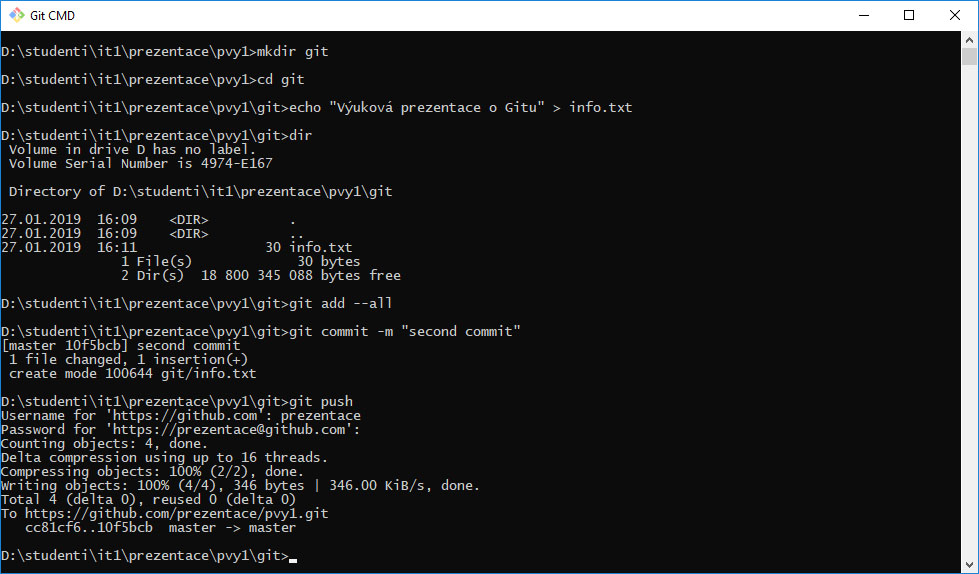 Git CMD
D:\studenti\it1\prezentace\pvy1>mkdir git
D:\studenti\it1\prezentace\pvy1>cd git
D:\studenti\it1\prezentace\pvy1\git>echo "Výuková prezentace o Gitu" > info.txt
D:\studenti\it1\prezentace\pvy1\git>dir
 Volume in drive D has no label.
 Volume Serial Number is 4974-E167
 Directory of D:\studenti\it1\prezentace\pvy1\git
27.01.2019  16:09    <DIR>          .
27.01.2019  16:09    <DIR>          ..
27.01.2019  16:11                30 info.txt
               1 File(s)             30 bytes
               2 Dir(s)  18 800 345 088 bytes free
D:\studenti\it1\prezentace\pvy1\git>git add --all
D:\studenti\it1\prezentace\pvy1\git>git commit -m "second commit"
[master 10f5bcb] second commit
 1 file changed, 1 insertion(+)
 create mode 100644 git/info.txt
D:\studenti\it1\prezentace\pvy1\git>git push
Username for 'https://github.com': prezentace
Password for 'https://prezentace@github.com':
Counting objects: 4, done.
Delta compression using up to 16 threads.
Compressing objects: 100% (2/2), done.
Writing objects: 100% (4/4), 346 bytes | 346.00 KiB/s, done.
Total 4 (delta 0), reused 0 (delta 0)
To https://github.com/prezentace/pvy1.git
   cc81cf6..10f5bcb  master -> master
D:\studenti\it1\prezentace\pvy1\git>